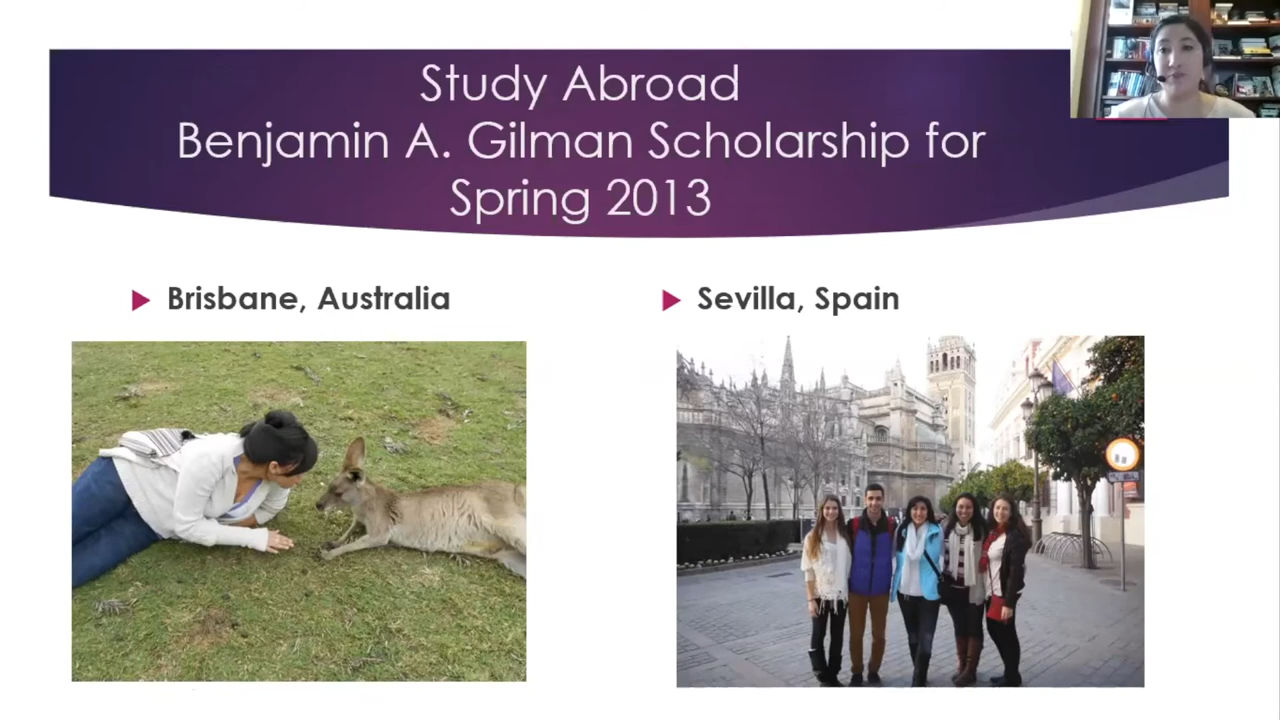 Study Abroad
Benjamin A. Gilman Scholarship for
Spring 2013
Brisbane, Australia
Sevilla, Spain